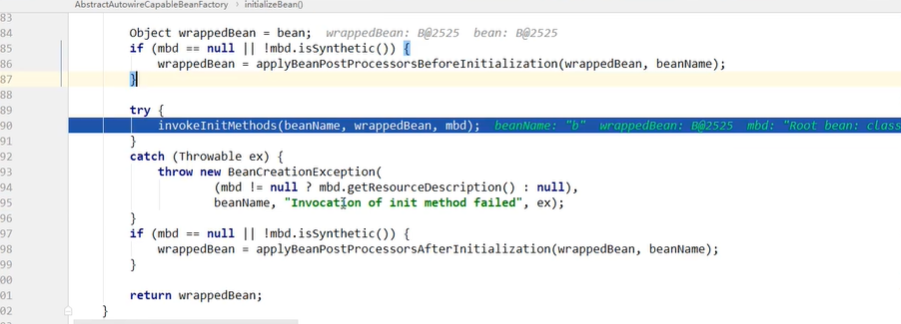 AbstractAutowireCapableBeanFactory › initializeBean()
83
84 Object wrappedBean = bean; wrappedBean: B@2525 bean: B@2525
85 if (mbd == null || !mbd.isSynthetic()) {
86 wrappedBean = applyBeanPostProcessorsBeforeInitialization(wrappedBean, beanName);
87 }
88
89 try {
90 invokeInitMethods(beanName, wrappedBean, mbd); beanName: "b" wrappedBean: B@2525 mbd: "Root bean: class
91 }
92 catch (Throwable ex) {
93 throw new BeanCreationException(
94 (mbd != null ? mbd.getResourceDescription() : null),
95 beanName, "Invocation of init method failed", ex);
96 }
97 if (mbd == null || !mbd.isSynthetic()) {
98 wrappedBean = applyBeanPostProcessorsAfterInitialization(wrappedBean, beanName);
99 }
00
01 return wrappedBean;
02 }